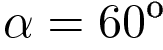 α = 60º